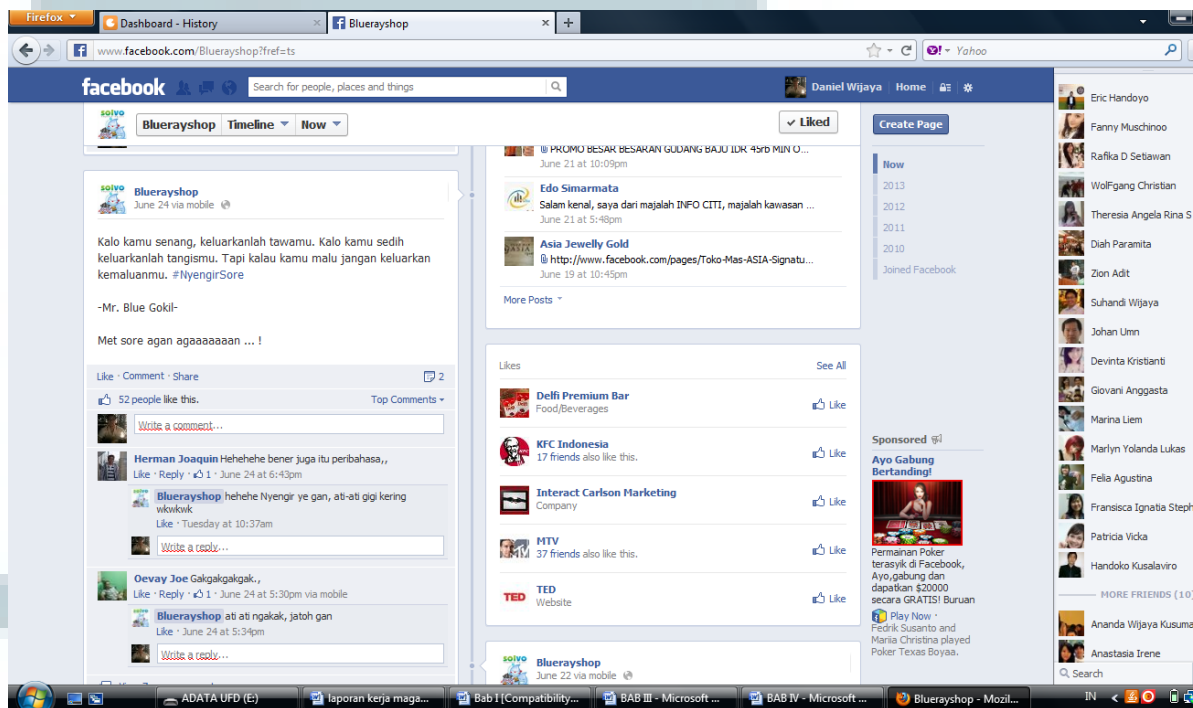 Firefox
Dashboard - History
Bluerayshop
www.facebook.com/Bluerayshop?fref=ts
Yahoo
facebook
Search for people, places and things
Daniel Wijaya
Home
solvo
Bluerayshop
Timeline
Now
Liked
Create Page
Now
2013
2012
2011
2010
Joined Facebook
solvo
Bluerayshop
June 24 via mobile
Kalo kamu senang, keluarkanlah tawamu. Kalo kamu sedih
keluarkanlah tangismu. Tapi kalau kamu malu jangan keluarkan
kemaluanmu. #NyengirSore
-Mr. Blue Gokil-
Met sore agan agaaaaaaan ... !
Like · Comment · Share
2
52 people like this.
Top Comments
Write a comment...
Herman Joaquin Hehehehe bener juga itu peribahasa,,
Like · Reply · 1 · June 24 at 6:43pm
Bluerayshop hehehe Nyengir ye gan, ati-ati gigi kering
wkwkwk
Like · Tuesday at 10:37am
Write a reply...
Oevay Joe Gakgakgakgak.,
Like · Reply · 1 · June 24 at 5:30pm via mobile
Bluerayshop ati ati ngakak, jatoh gan
Like · June 24 at 5:34pm
Write a reply...
PROMO BESAR BESARAN GUDANG BAJU IDR 45rb MIN O...
June 21 at 10:09pm
Edo Simarmata
Salam kenal, saya dari majalah INFO CITI, majalah kawasan ...
June 21 at 5:48pm
Asia Jewelly Gold
http://www.facebook.com/pages/Toko-Mas-ASIA-Signatu...
June 19 at 10:45pm
More Posts
Likes
See All
Delfi Premium Bar
Food/Beverages
Like
KFC Indonesia
17 friends also like this.
Like
Interact Carlson Marketing
Company
Like
MTV
37 friends also like this.
Like
TED
TED
Website
Like
solvo
Bluerayshop
June 22 via mobile
Sponsored
Ayo Gabung
Bertanding!
Permainan Poker
terasyik di Facebook,
Ayo,gabung dan
dapatkan $20000
secara GRATIS! Buruan
Play Now ·
Fedrik Susanto and
Mariia Christina played
Poker Texas Boyaa.
Eric Handoyo
Fanny Muschinoo
Rafika D Setiawan
WolFgang Christian
Theresia Angela Rina S
Diah Paramita
Zion Adit
Suhandi Wijaya
Johan Umn
Devinta Kristianti
Giovani Anggasta
Marina Liem
Marlyn Yolanda Lukas
Felia Agustina
Fransisca Ignatia Steph
Patricia Vicka
Handoko Kusalaviro
MORE FRIENDS (10)
Ananda Wijaya Kusuma
Anastasia Irene
Search
ADATA UFD (E:)
laporan kerja maga...
Bab I [Compatibility...
BAB III - Microsoft ...
BAB IV - Microsoft ...
Bluerayshop - Mozil...
IN